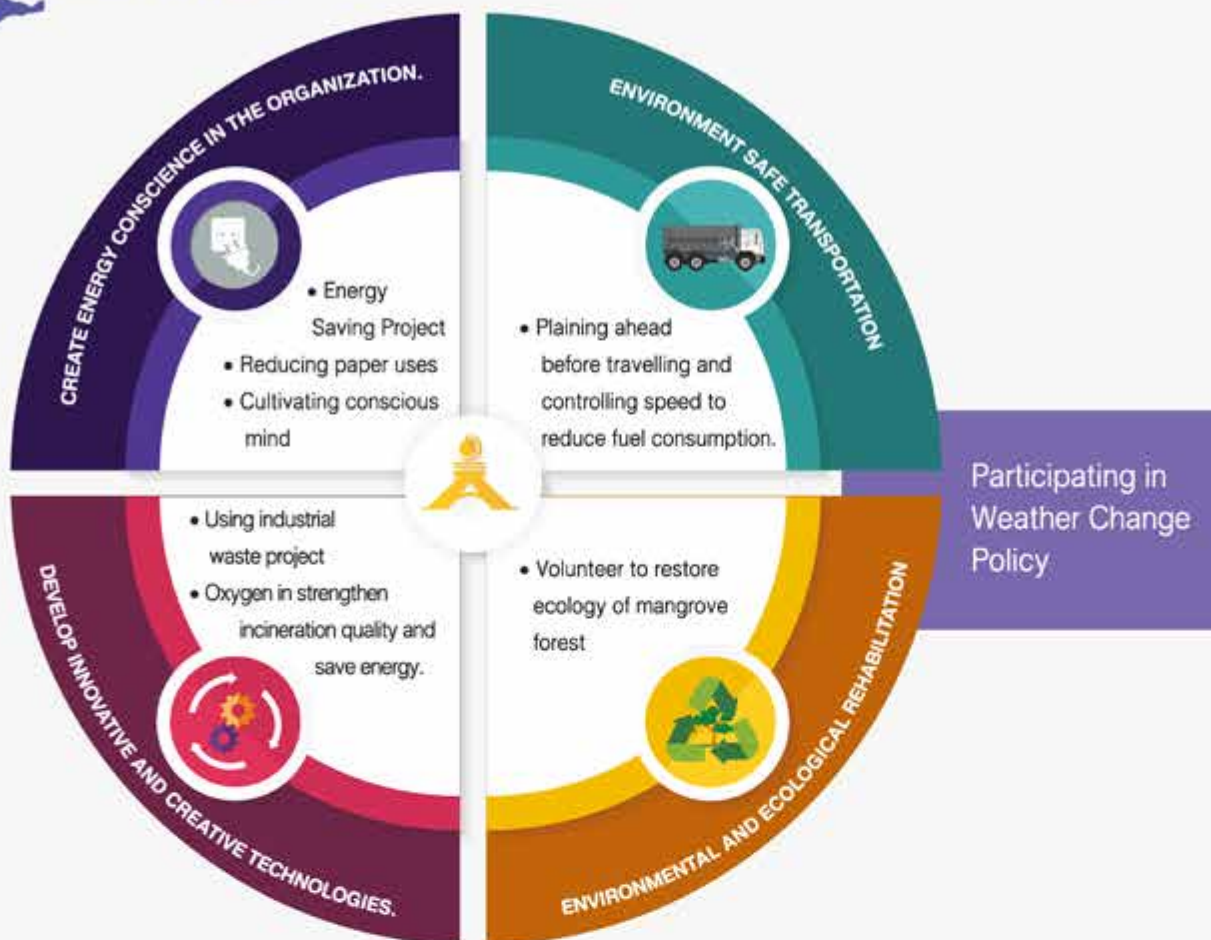 CREATE ENERGY CONSCIENCE IN THE ORGANIZATION.
• Energy
Saving Project
• Reducing paper uses
• Cultivating conscious
mind
ENVIRONMENT SAFE TRANSPORTATION
• Plaining ahead
before travelling and
controlling speed to
reduce fuel consumption.
DEVELOP INNOVATIVE AND CREATIVE TECHNOLOGIES.
• Using industrial
waste project
• Oxygen in strengthen
incineration quality and
save energy.
ENVIRONMENTAL AND ECOLOGICAL REHABILITATION
• Volunteer to restore
ecology of mangrove
forest
Participating in
Weather Change
Policy